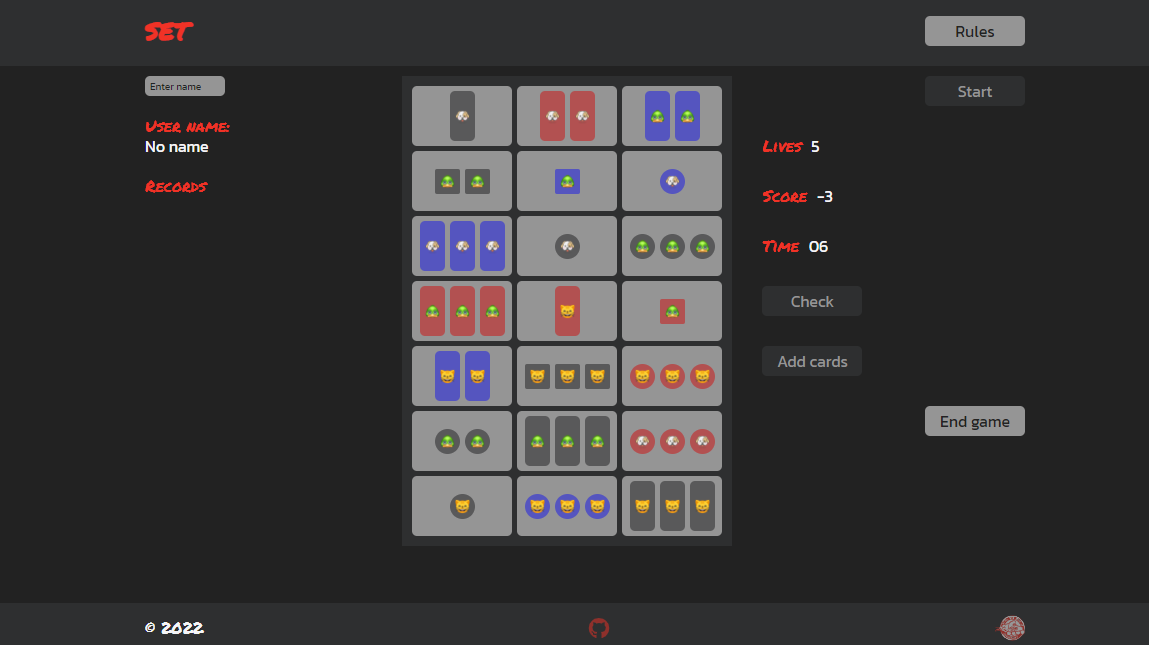 SET
Rules
Enter name
User name:
No name
Records
Start
Lives 5
Score -3
Time 06
Check
Add cards
End game
© 2022